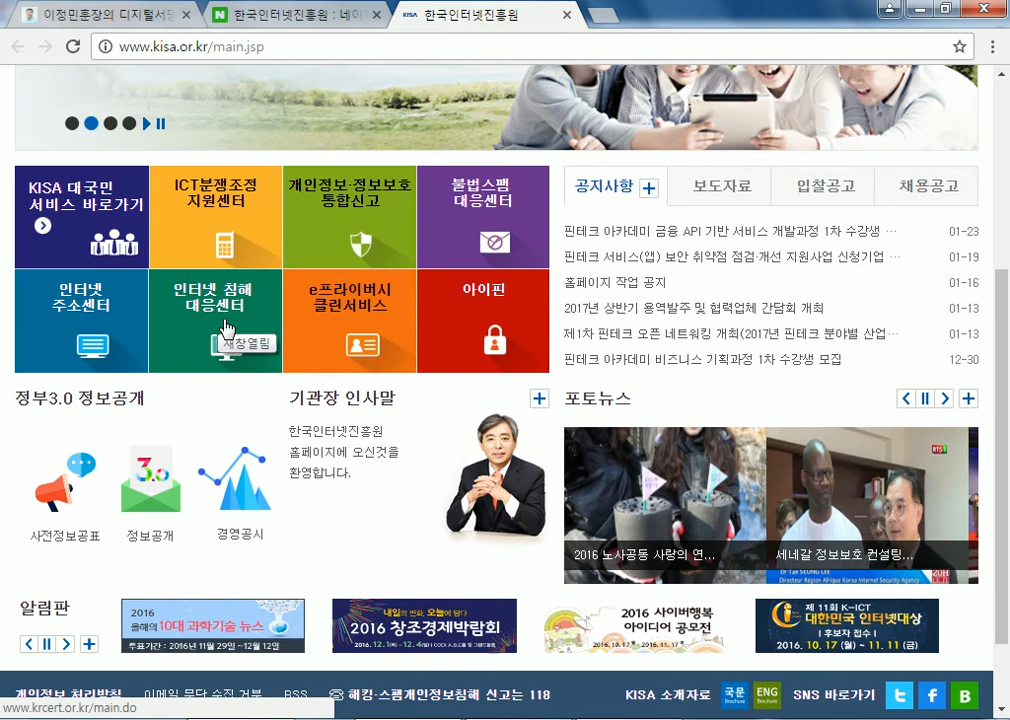 이정민훈장의 디지털서당
한국인터넷진흥원 : 네이
KISA 한국인터넷진흥원
www.kisa.or.kr/main.jsp
KISA 대국민
서비스 바로가기
ICT분쟁조정
지원센터
개인정보·정보보호
통합신고
불법스팸
대응센터
인터넷
주소센터
인터넷 침해
대응센터
새창열림
e프라이버시
클린서비스
아이핀
공지사항
보도자료
입찰공고
채용공고
핀테크 아카데미 금융 API 기반 서비스 개발과정 1차 수강생 ··· 01-23
핀테크 서비스(앱) 보안 취약점 점검·개선 지원사업 신청기업 ··· 01-19
홈페이지 작업 공지 01-16
2017년 상반기 용역발주 및 협력업체 간담회 개최 01-13
제1차 핀테크 오픈 네트워킹 개최(2017년 핀테크 분야별 산업··· 01-13
핀테크 아카데미 비즈니스 기획과정 1차 수강생 모집 12-30
정부3.0 정보공개
3.0
사전정보공표
정보공개
경영공시
기관장 인사말
한국인터넷진흥원
홈페이지에 오신것을
환영합니다.
포토뉴스
2016 노사공동 사랑의 연...
RTS1
세네갈 정보보호 컨설팅...
Dr Tae SEUNG LEE
Directeur Région Afrique Korea Internet Security Agency
20H
알림판
2016
올해의 10대 과학기술 뉴스
투표기간 : 2016년 11월 29일 ~12월 12일
내일의 변화, 오늘이 담다
2016 창조경제박람회
2016. 12.1(목)~12.4(일)
2016 사이버행복
아이디어 공모전
제 11회 K-ICT
대한민국 인터넷대상
| 후보자 접수 |
2016. 10. 17 (월) ~ 11. 11 (금)
개인정보 처리방침
이메일 무단 수집 거부
RSS
해킹·스팸개인정보침해 신고는 118
KISA 소개자료
국문
Brochure
ENG
Brochure
SNS 바로가기
www.krcert.or.kr/main.do